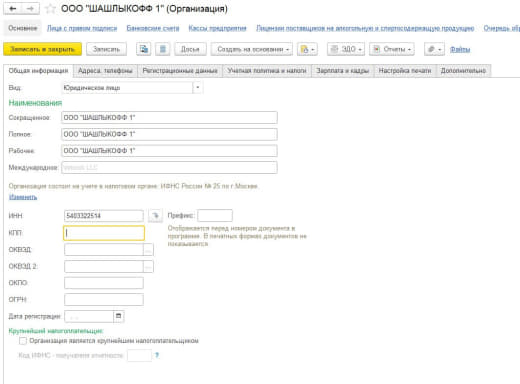 ООО "ШАШЛЫКОФФ 1" (Организация)
Основное Лица с правом подписи Банковские счета Кассы предприятия Лицензии поставщиков на алкогольную и спиртосодержащую продукцию Очередь
Записать и закрыть Записать Досье Создать на основании ЭДО Отчеты Файлы
Общая информация Адреса, телефоны Регистрационные данные Учетная политика и налоги Зарплата и кадры Настройка печати Дополнительно
Вид: Юридическое лицо
Наименования
Сокращенное: ООО "ШАШЛЫКОФФ 1"
Полное: ООО "ШАШЛЫКОФФ 1"
Рабочее: ООО "ШАШЛЫКОФФ 1"
Международное: LLC
Организация состоит на учете в налоговом органе: ИФНС России № 25 по г.Москве.
Изменить
ИНН: 5403322514 Префикс:
КПП: Отображается перед номером документа в
ОКВЭД: программе. В печатных формах документов не
показывается
ОКВЭД 2:
ОКПО:
ОГРН:
Дата регистрации:
Крупнейший налогоплательщик:
Организация является крупнейшим налогоплательщиком
Код ИФНС - получателя отчетности: ?